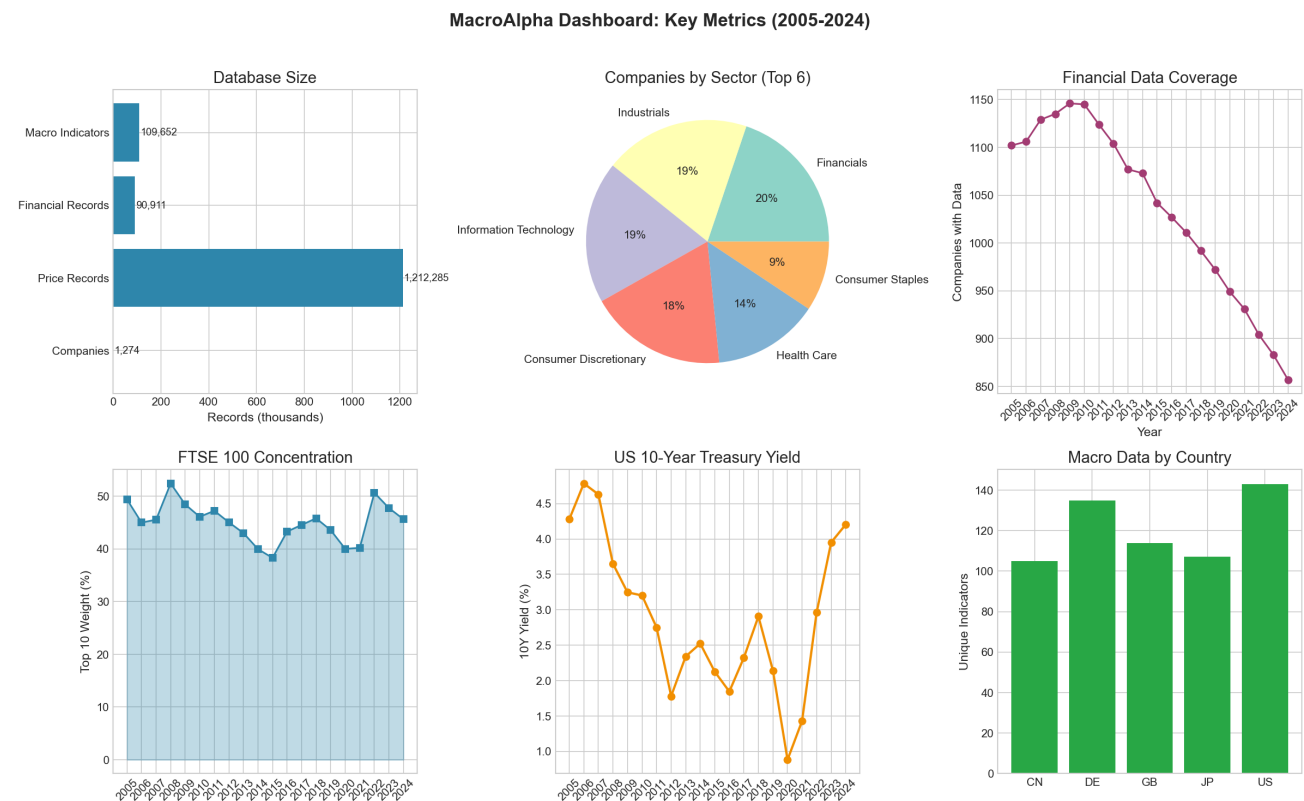 MacroAlpha Dashboard: Key Metrics (2005-2024)
Database Size
Macro Indicators
109,652
Financial Records
90,911
Price Records
1,212,285
Companies
1,274
0 200 400 600 800 1000 1200
Records (thousands)
Companies by Sector (Top 6)
Industrials
19%
Financials
20%
Information Technology
19%
Consumer Staples
9%
18%
14%
Consumer Discretionary
Health Care
Financial Data Coverage
Companies with Data
1150
1100
1050
1000
950
900
850
2005 2006 2007 2008 2009 2010 2011 2012 2013 2014 2015 2016 2017 2018 2019 2020 2021 2022 2023 2024
Year
FTSE 100 Concentration
Top 10 Weight (%)
50
40
30
20
10
0
2005 2006 2007 2008 2009 2010 2011 2012 2013 2014 2015 2016 2017 2018 2019 2020 2021 2022 2023 2024
US 10-Year Treasury Yield
10Y Yield (%)
4.5
4.0
3.5
3.0
2.5
2.0
1.5
1.0
2005 2006 2007 2008 2009 2010 2011 2012 2013 2014 2015 2016 2017 2018 2019 2020 2021 2022 2023 2024
Macro Data by Country
Unique Indicators
140
120
100
80
60
40
20
0
CN DE GB JP US